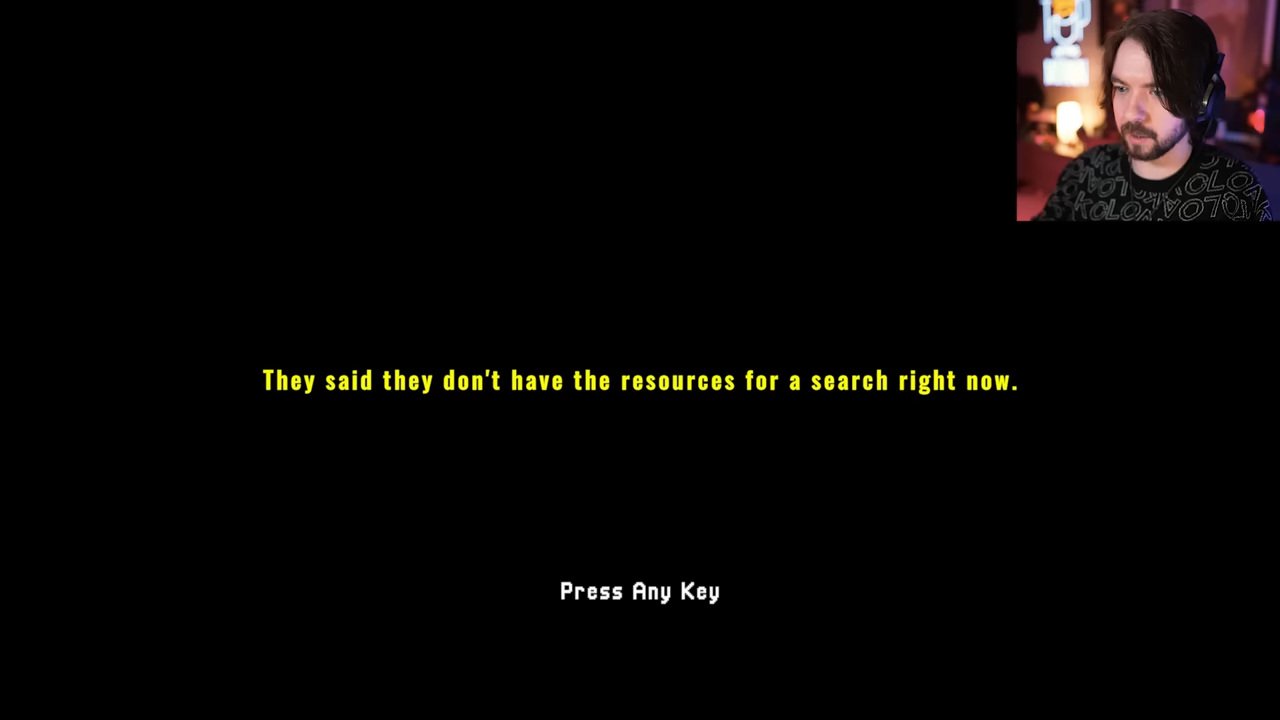 They said they don't have the resources for a search right now.
Press Any Key